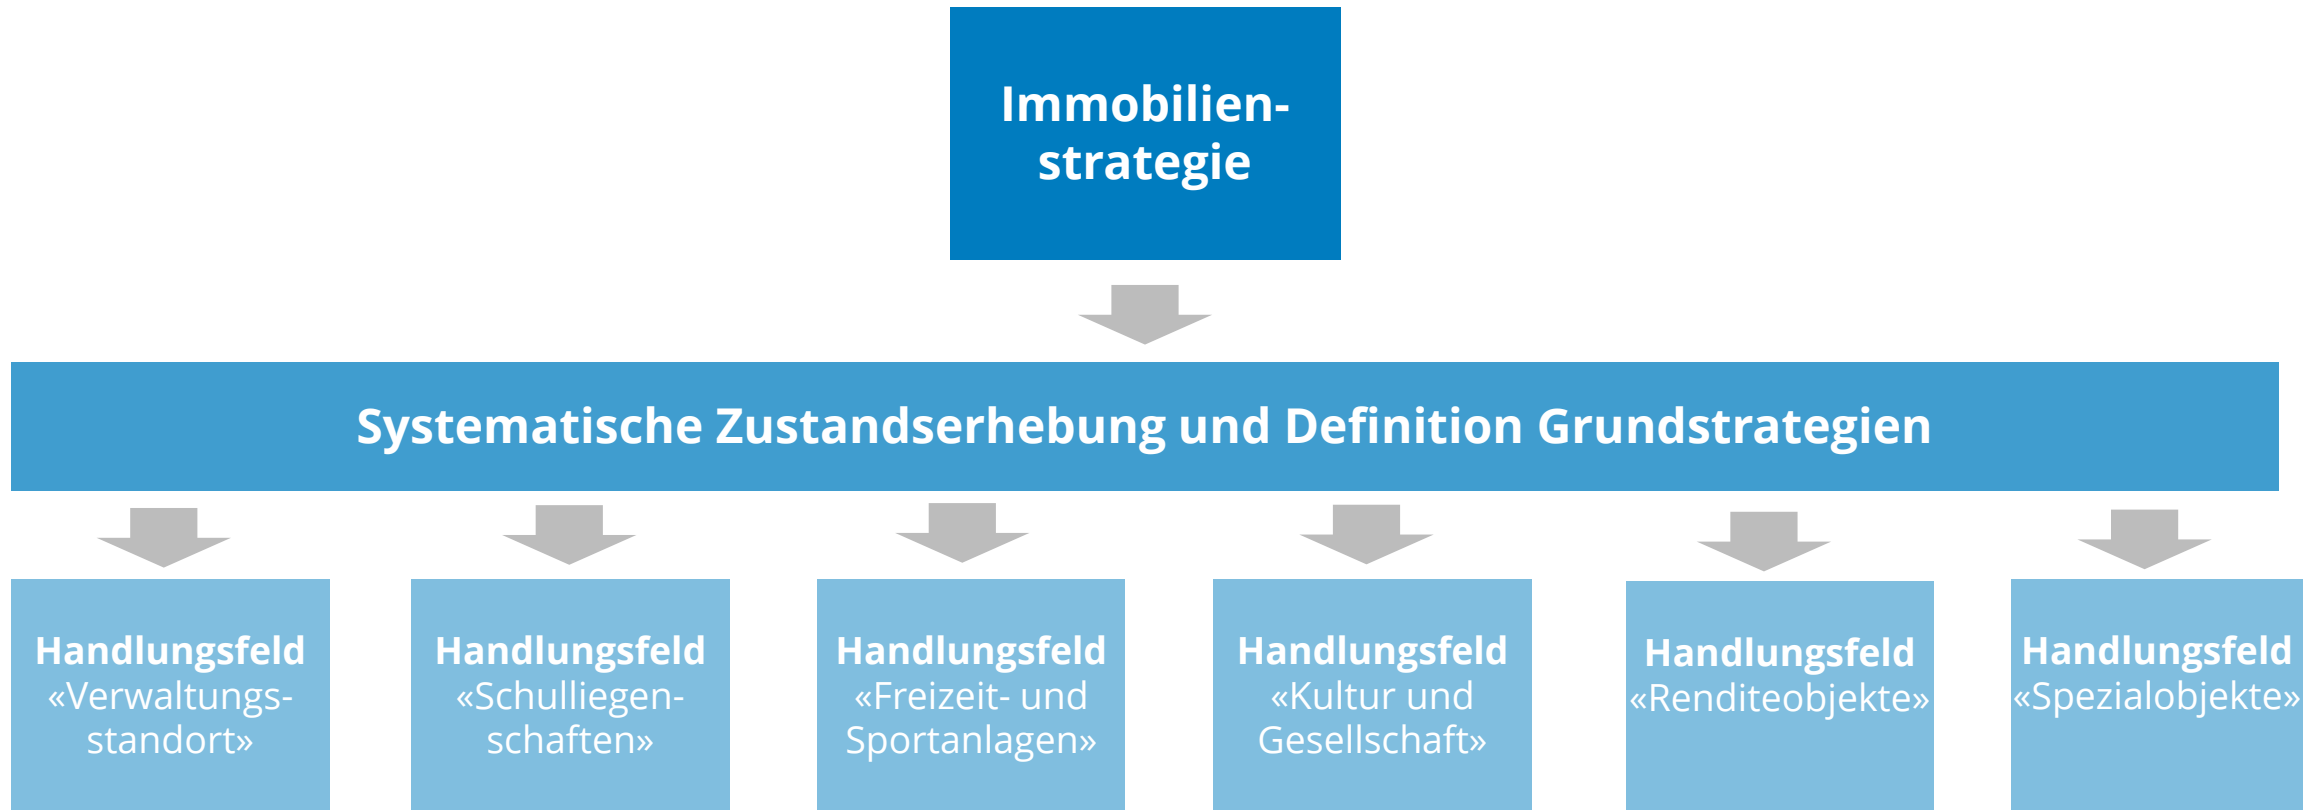 Immobilien-
strategie
Systematische Zustandserhebung und Definition Grundstrategien
Handlungsfeld
«Verwaltungs-
standort»
Handlungsfeld
«Schulliegen-
schaften»
Handlungsfeld
«Freizeit- und
Sportanlagen»
Handlungsfeld
«Kultur und
Gesellschaft»
Handlungsfeld
«Renditeobjekte»
Handlungsfeld
«Spezialobjekte»